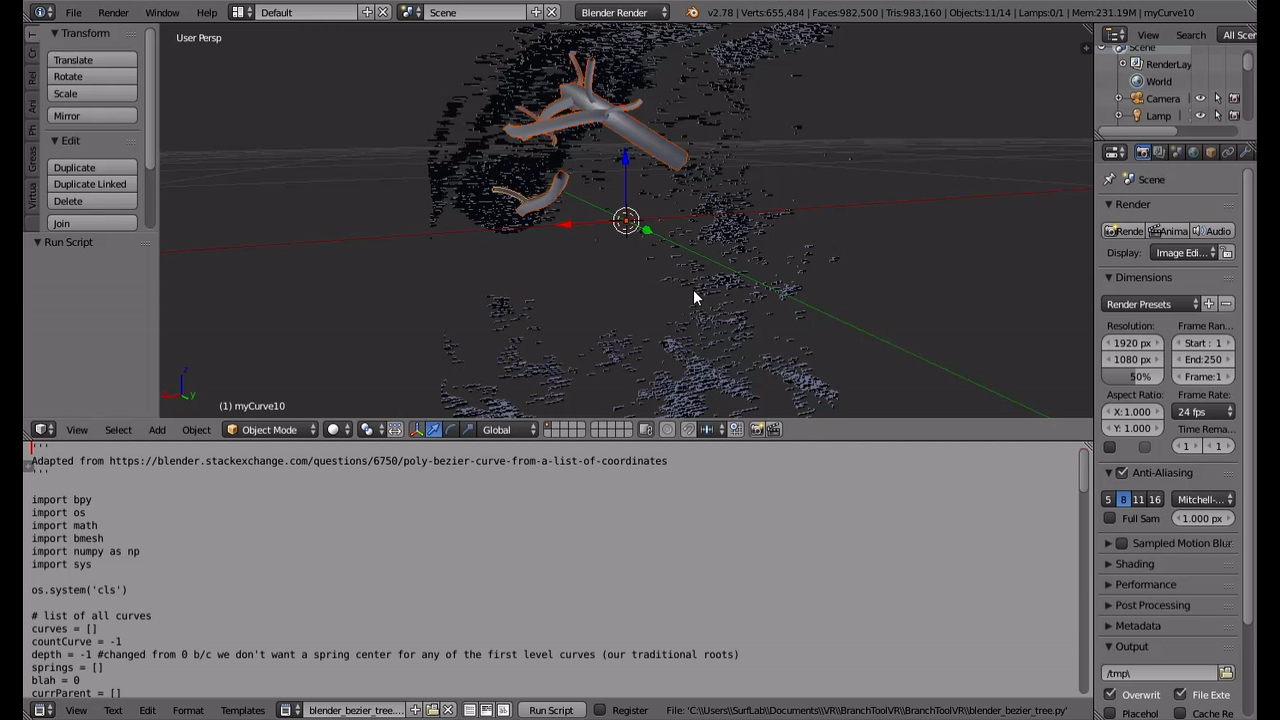 File Render Window Help Default Scene Blender Render v2.78 | Verts:655,484 | Faces:982,500 | Tris:983,160 | Objects:11/14 | Lamps:0/1 | Mem:231.19M | myCurve10
User Persp
Transform
Translate
Rotate
Scale
Mirror
Edit
Duplicate
Duplicate Linked
Delete
Join
Run Script
Cr
Rel
Ani
Ph
Greas
Virtua
(1) myCurve10
View Select Add Object Object Mode Global
'''
Adapted from https://blender.stackexchange.com/questions/6750/poly-bezier-curve-from-a-list-of-coordinates
'''
import bpy
import os
import math
import bmesh
import numpy as np
import sys
os.system('cls')
# list of all curves
curves = []
countCurve = -1
depth = -1 #changed from 0 b/c we don't want a spring center for any of the first level curves (our traditional roots)
springs = []
blah = 0
currParent = []
View Text Edit Format Templates blender_bezier_tree.... Run Script Register File: 'C:\\Users\\SurfLab\\Documents\\VR\\BranchToolVR\\BranchToolVR\\blender_bezier_tree.py'
View Search All Scen
Scene
RenderLay
World
Camera
Lamp
Scene
Render
Rende Anima Audio
Display: Image Edi...
Dimensions
Render Presets
Resolution: Frame Ran...
1920 px Start: 1
1080 px End:250
50% Frame:1
Aspect Ratio: Frame Rate:
X: 1.000 24 fps
Y: 1.000 Time Rema...
1 1
Anti-Aliasing
5 8 11 16 Mitchell-...
Full Sam 1.000 px
Sampled Motion Blur
Shading
Performance
Post Processing
Metadata
Output
/tmp\
Overwrit File Exte
Placehol Cache Re